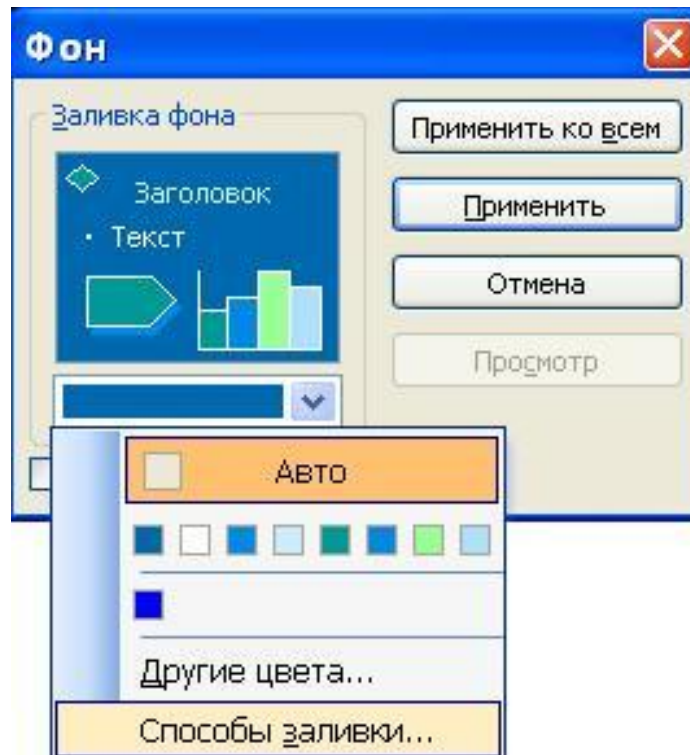 Фон
Заливка фона
Применить ко всем
Заголовок
Применить
• Текст
Отмена
Просмотр
Авто
Другие цвета...
Способы заливки...